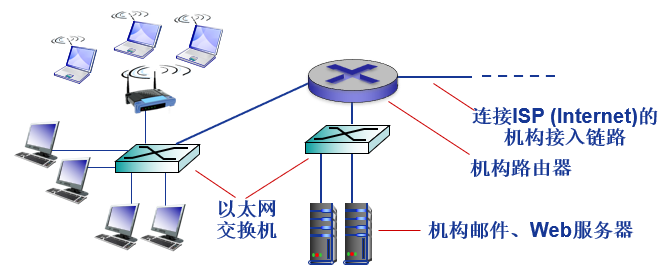 连接ISP (Internet)的
机构接入链路
机构路由器
以太网
交换机
机构邮件、Web服务器